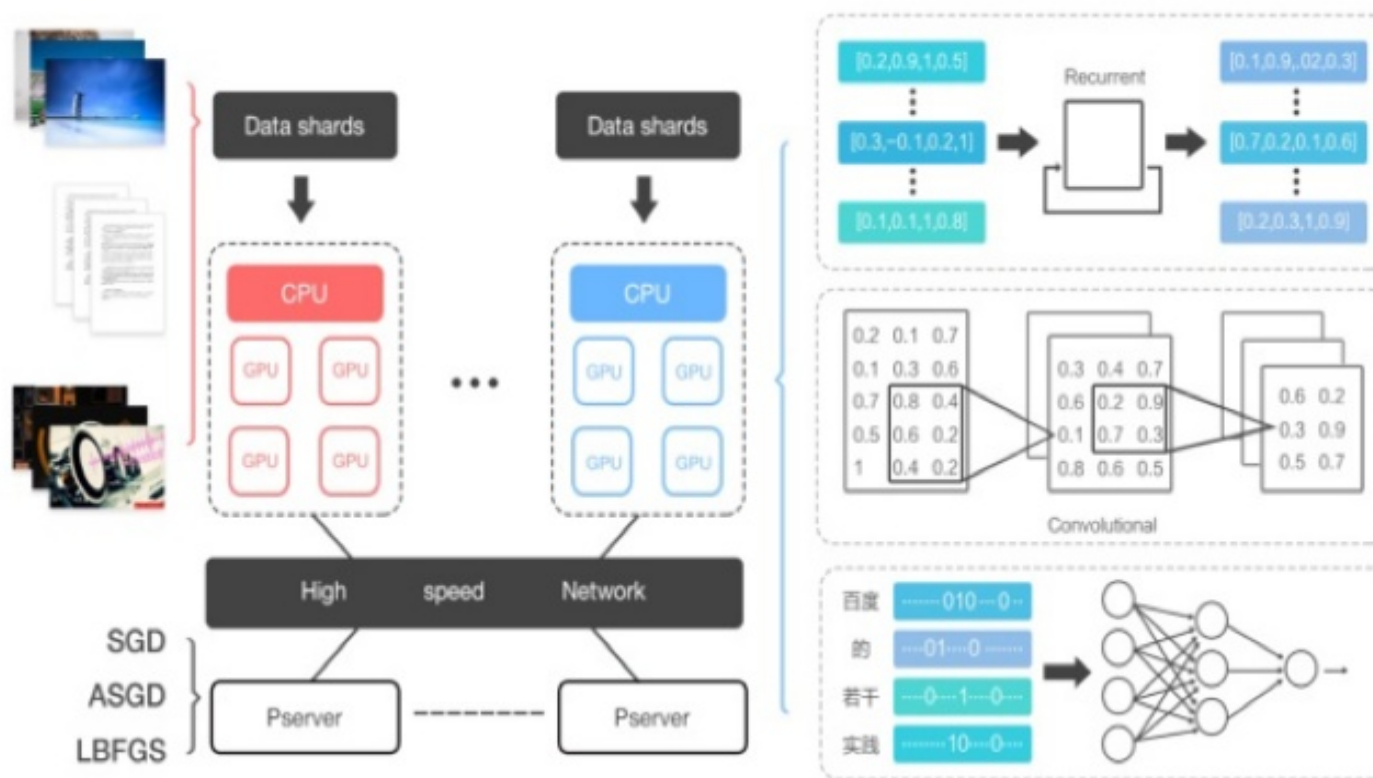 Data shards
Data shards
CPU
CPU
GPU GPU
GPU GPU
GPU GPU
GPU GPU
High speed Network
SGD
ASGD
LBFGS
Pserver
Pserver
[0.2,0.9,1,0.5]
[0.3,-0.1,0.2,1]
[0.1,0.1,1,0.8]
Recurrent
[0.1,0.9,.02,0.3]
[0.7,0.2,0.1,0.6]
[0.2,0.3,1,0.9]
0.2 0.1 0.7
0.1 0.3 0.6
0.7 0.8 0.4
0.5 0.6 0.2
1 0.4 0.2
0.3 0.4 0.7
0.6 0.2 0.9
0.1 0.7 0.3
0.8 0.6 0.5
0.6 0.2
0.3 0.9
0.5 0.7
Convolutional
百度 ······010···0··
的 ····01····0·······
若干 ····0···1····0····
实践 ········10···0····